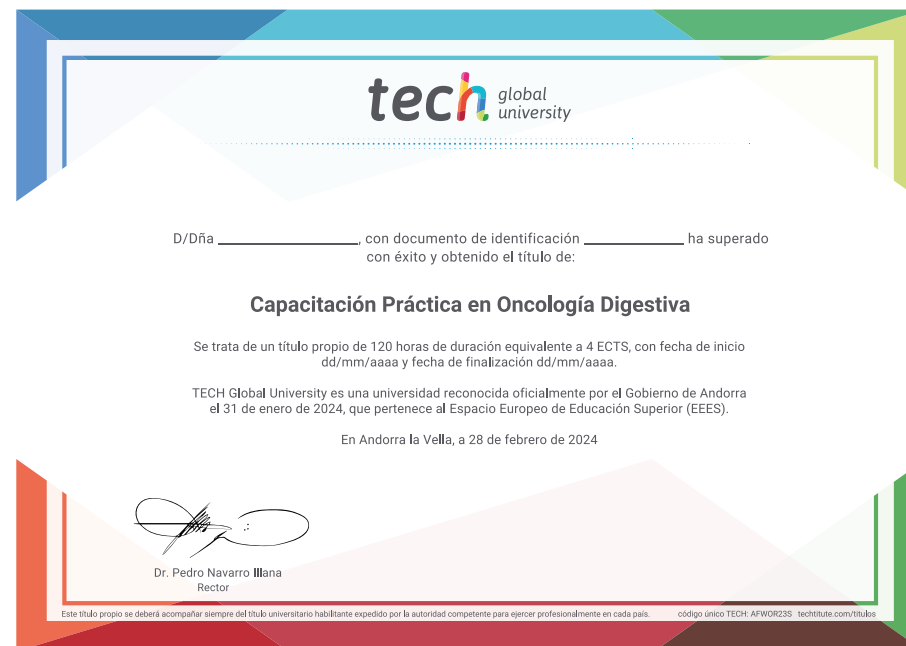 tech global university
D/Dña ____________________, con documento de identificación ______________ ha superado
con éxito y obtenido el título de:
Capacitación Práctica en Oncología Digestiva
Se trata de un título propio de 120 horas de duración equivalente a 4 ECTS, con fecha de inicio
dd/mm/aaaa y fecha de finalización dd/mm/aaaa.
TECH Global University es una universidad reconocida oficialmente por el Gobierno de Andorra
el 31 de enero de 2024, que pertenece al Espacio Europeo de Educación Superior (EEES).
En Andorra la Vella, a 28 de febrero de 2024
Dr. Pedro Navarro Illana
Rector
Este título propio se deberá acompañar siempre del título universitario habilitante expedido por la autoridad competente para ejercer profesionalmente en cada país. código único TECH: AFWOR23S techtitute.com/titulos